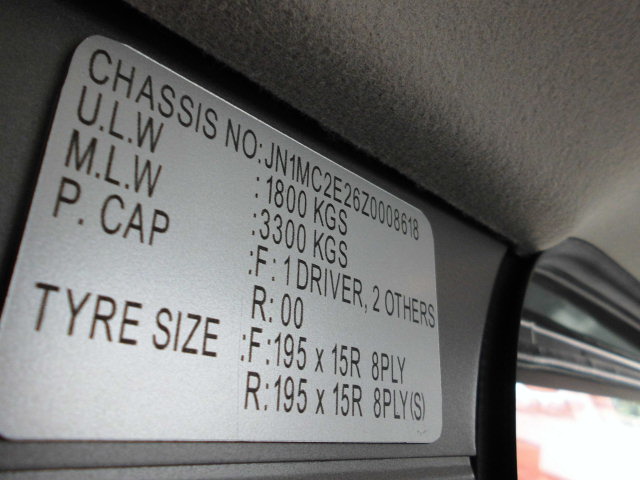 CHASSIS NO:JN1MC2E26Z0008618
U.L.W :1800 KGS
M.L.W :3300 KGS
P. CAP :F: 1 DRIVER, 2 OTHERS
R: 00
TYRE SIZE :F:195 x 15R 8PLY
R:195 x 15R 8PLY(S)